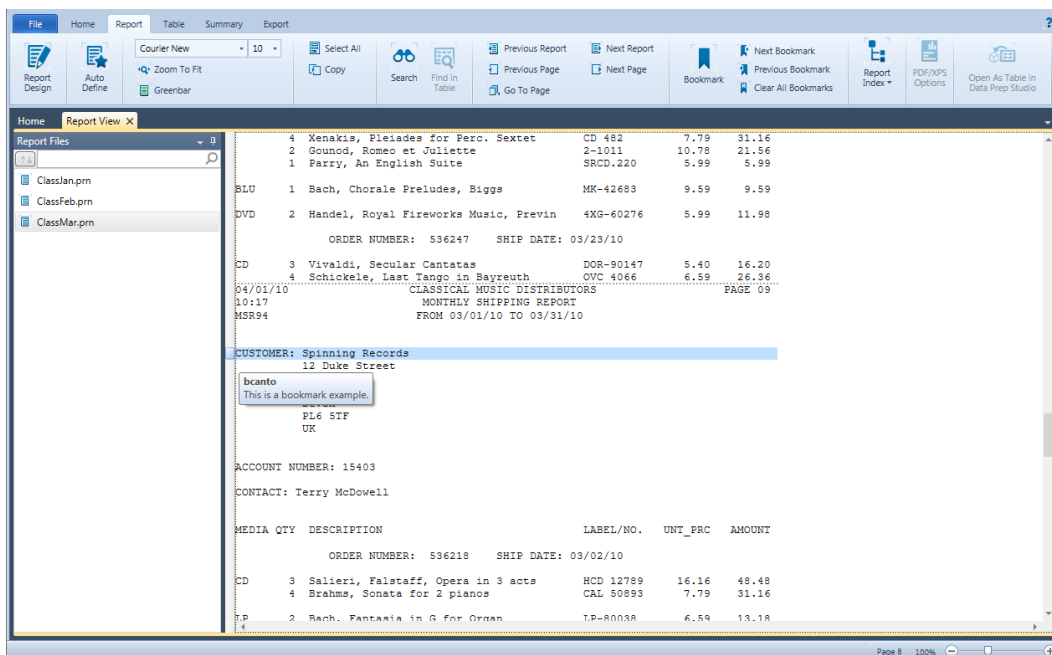 File Home Report Table Summary Export ?
Report Design
Auto Define
Courier New 10
Zoom To Fit
Greenbar
Select All
Copy
Search
Find in Table
Previous Report
Previous Page
Go To Page
Next Report
Next Page
Bookmark
Next Bookmark
Previous Bookmark
Clear All Bookmarks
Report Index
PDF/XPS Options
Open As Table in Data Prep Studio
Home Report View X
Report Files
ClassJan.prn
ClassFeb.prn
ClassMar.prn
4 Xenakis, Pleiades for Perc. Sextet CD 482 7.79 31.16
2 Gounod, Romeo et Juliette 2-1011 10.78 21.56
1 Parry, An English Suite SRCD.220 5.99 5.99
BLU 1 Bach, Chorale Preludes, Biggs MK-42683 9.59 9.59
DVD 2 Handel, Royal Fireworks Music, Previn 4XG-60276 5.99 11.98
ORDER NUMBER: 536247 SHIP DATE: 03/23/10
CD 3 Vivaldi, Secular Cantatas DOR-90147 5.40 16.20
4 Schickele, Last Tango in Bayreuth OVC 4066 6.59 26.36
04/01/10 CLASSICAL MUSIC DISTRIBUTORS PAGE 09
10:17 MONTHLY SHIPPING REPORT
MSR94 FROM 03/01/10 TO 03/31/10
CUSTOMER: Spinning Records
12 Duke Street
bcanto
This is a bookmark example.
PL6 5TF
UK
ACCOUNT NUMBER: 15403
CONTACT: Terry McDowell
MEDIA QTY DESCRIPTION LABEL/NO. UNT_PRC AMOUNT
ORDER NUMBER: 536218 SHIP DATE: 03/02/10
CD 3 Salieri, Falstaff, Opera in 3 acts HCD 12789 16.16 48.48
4 Brahms, Sonata for 2 pianos CAL 50893 7.79 31.16
LP 2 Bach, Fantasia in G for Organ LP-80038 6.59 13.18
Page 8 100%